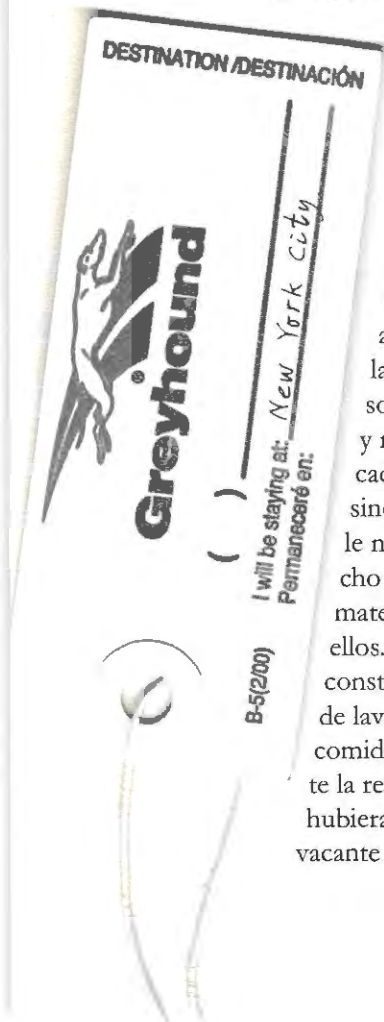 DESTINATION /DESTINACIÓN
Greyhound®
( )
I will be staying at: New York City
Permaneceré en:
B-5(2/00)
a
la
so
y r
cac
sinc
le n
cho
mate
ellos.
const
de lav
comid
te la re
hubiera
vacante